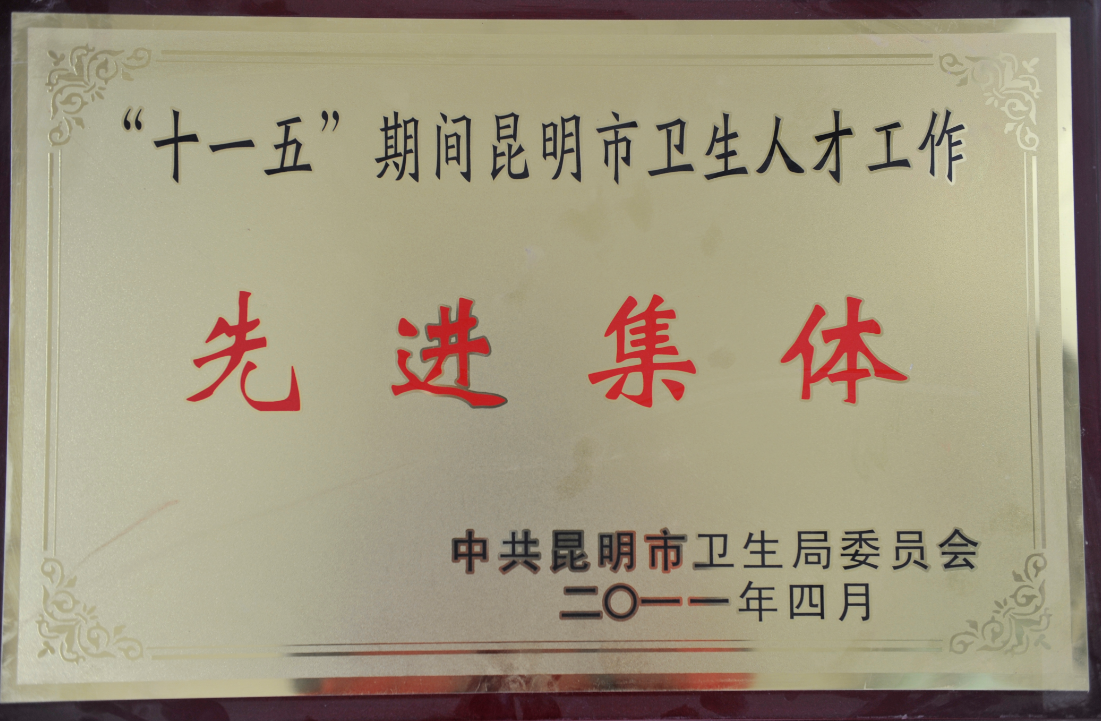 “十一五”期间昆明市卫生人才工作
先进集体
中共昆明市卫生局委员会
二〇一一年四月